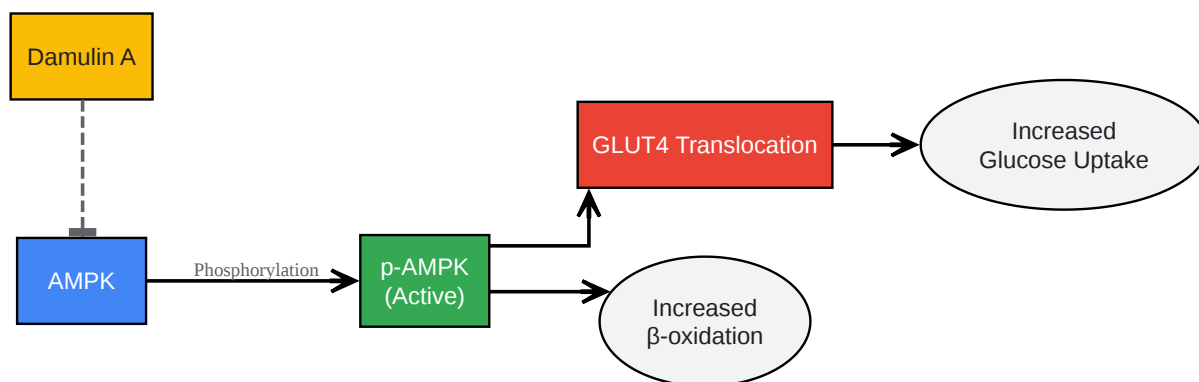 Damulin A
AMPK
Phosphorylation
p-AMPK
(Active)
GLUT4 Translocation
Increased
Glucose Uptake
Increased
β-oxidation